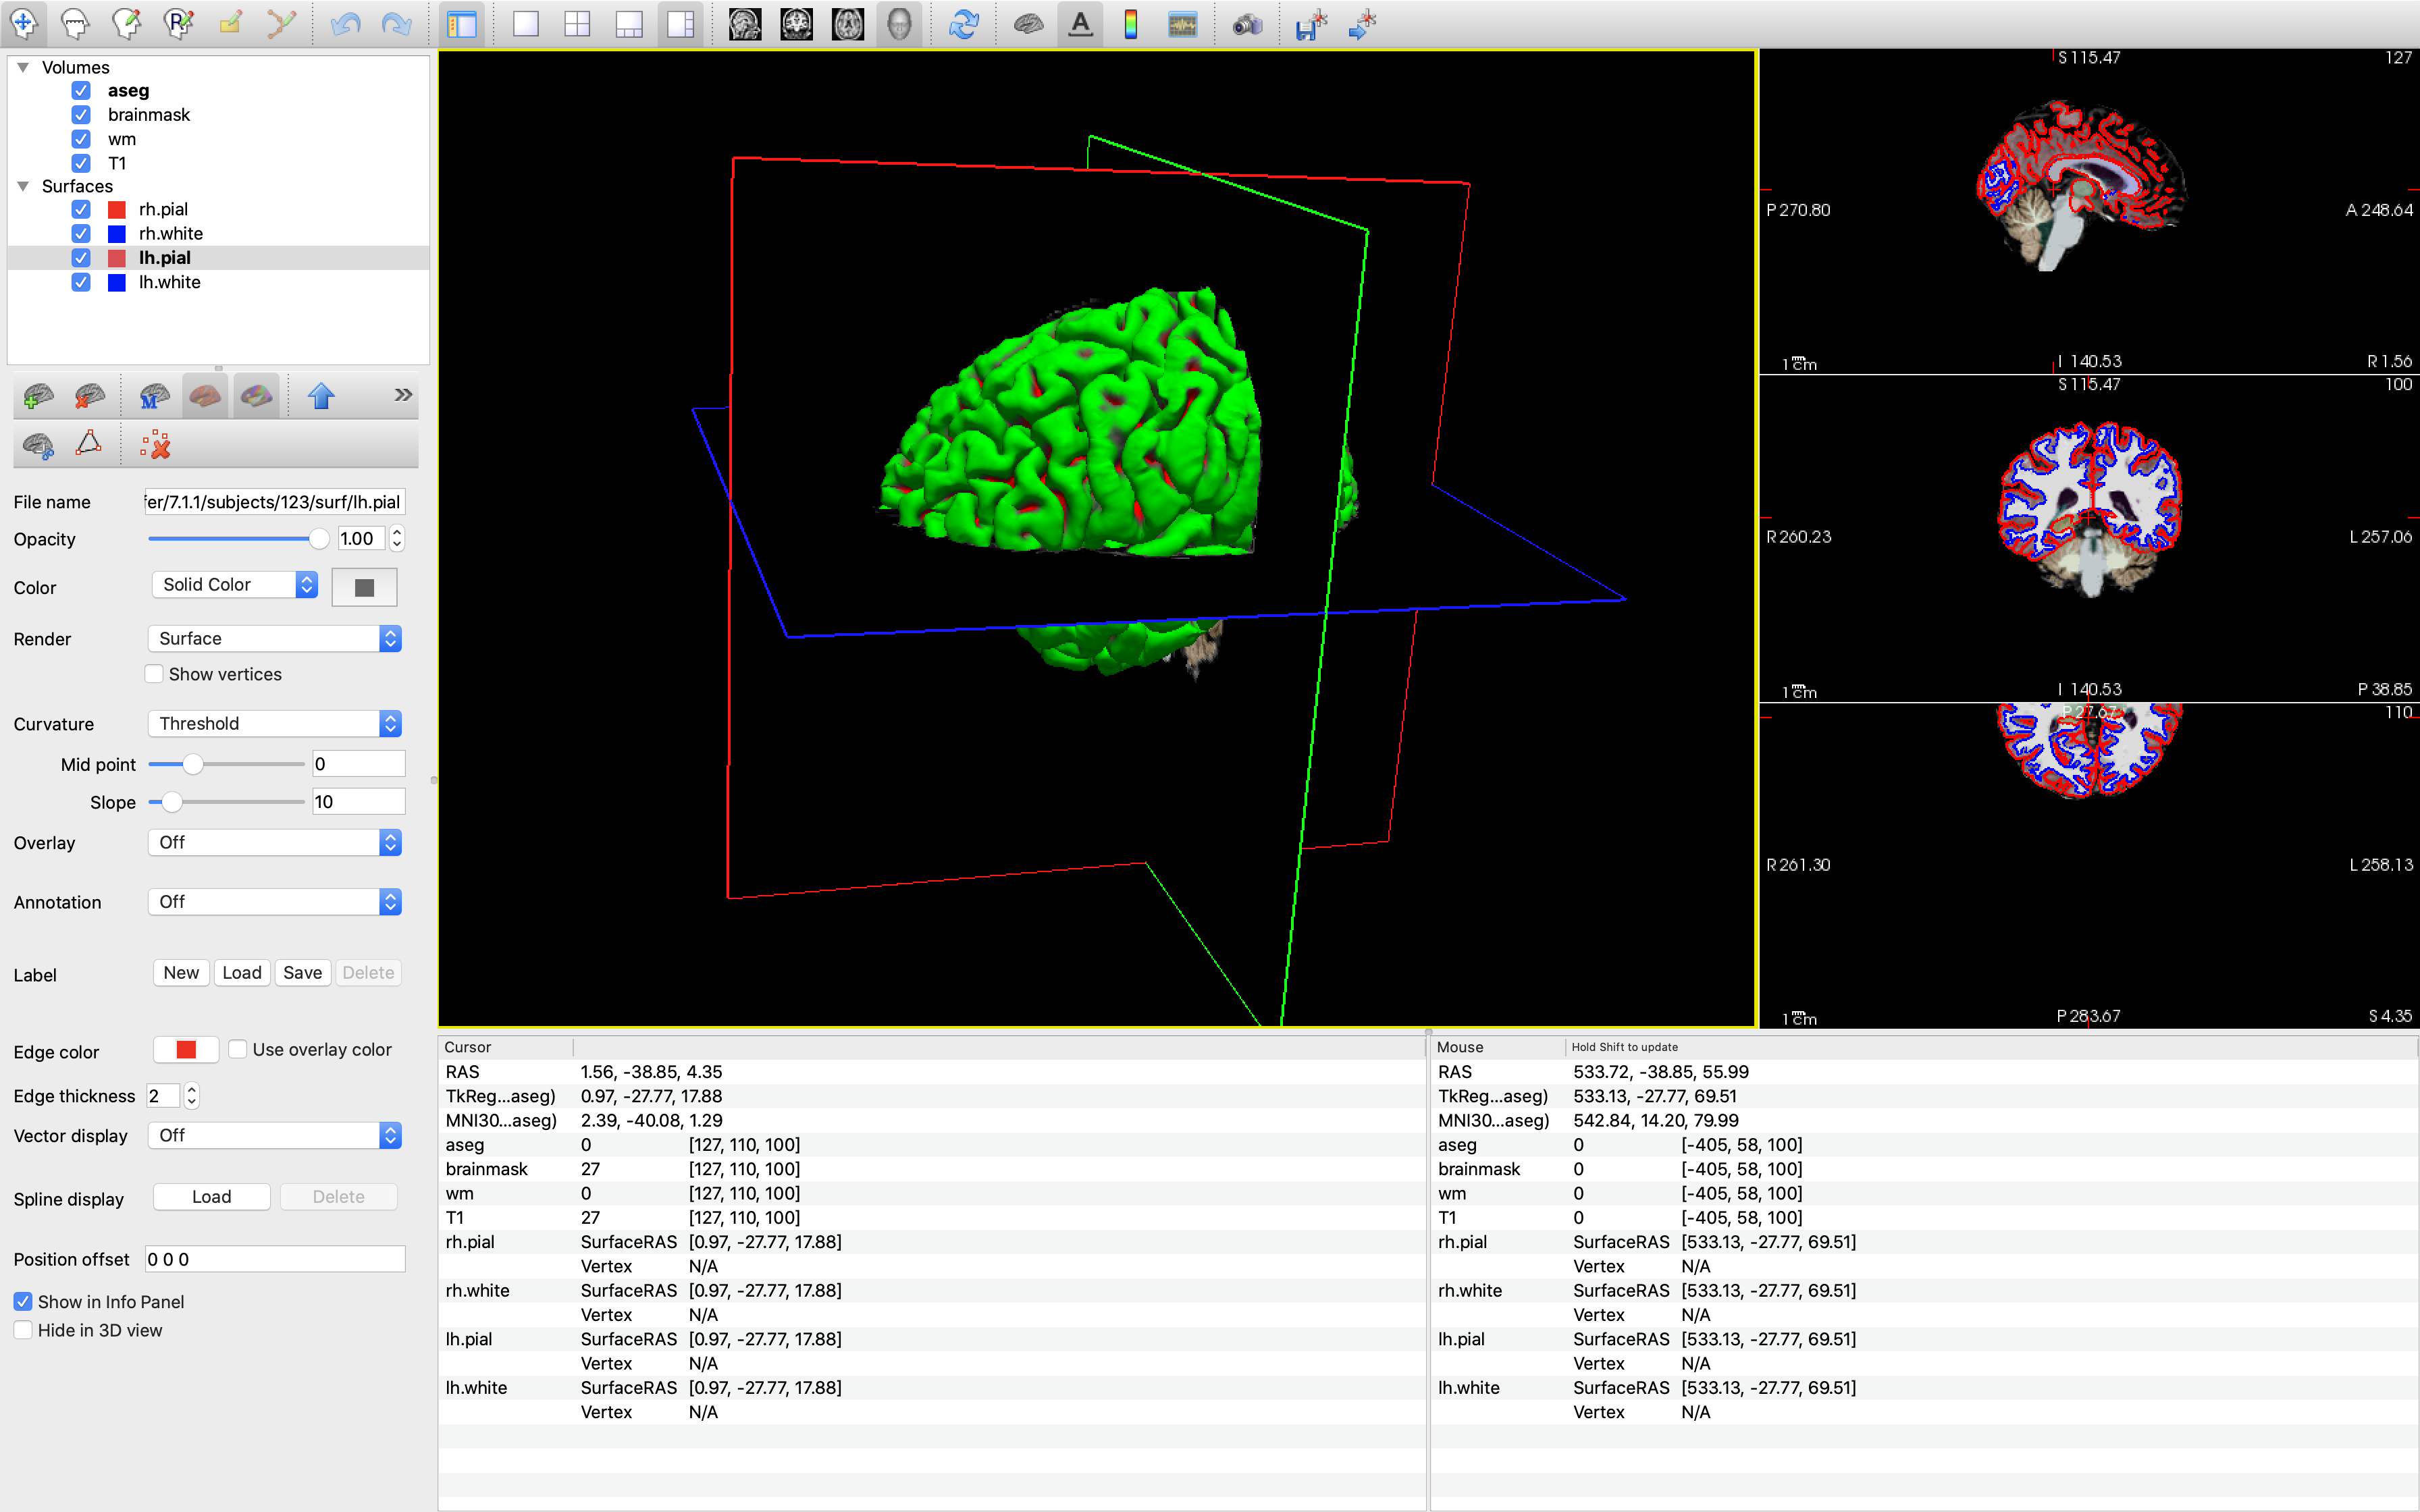 Volumes
aseg
brainmask
wm
T1
Surfaces
rh.pial
rh.white
lh.pial
lh.white
File name fer/7.1.1/subjects/123/surf/lh.pial
Opacity 1.00
Color Solid Color
Render Surface
Show vertices
Curvature Threshold
Mid point 0
Slope 10
Overlay Off
Annotation Off
Label New Load Save Delete
Edge color Use overlay color
Edge thickness 2
Vector display Off
Spline display Load Delete
Position offset 0 0 0
Show in Info Panel
Hide in 3D view
S 115.47 127
P 270.80 A 248.64
1 cm I 140.53 R 1.56
S 115.47 100
R 260.23 L 257.06
1 cm I 140.53 P 38.85
P 27.67 110
R 261.30 L 258.13
1 cm P 283.67 S 4.35
Cursor
RAS 1.56, -38.85, 4.35
TkReg...aseg) 0.97, -27.77, 17.88
MNI30...aseg) 2.39, -40.08, 1.29
aseg 0 [127, 110, 100]
brainmask 27 [127, 110, 100]
wm 0 [127, 110, 100]
T1 27 [127, 110, 100]
rh.pial SurfaceRAS [0.97, -27.77, 17.88]
Vertex N/A
rh.white SurfaceRAS [0.97, -27.77, 17.88]
Vertex N/A
lh.pial SurfaceRAS [0.97, -27.77, 17.88]
Vertex N/A
lh.white SurfaceRAS [0.97, -27.77, 17.88]
Vertex N/A
Mouse Hold Shift to update
RAS 533.72, -38.85, 55.99
TkReg...aseg) 533.13, -27.77, 69.51
MNI30...aseg) 542.84, 14.20, 79.99
aseg 0 [-405, 58, 100]
brainmask 0 [-405, 58, 100]
wm 0 [-405, 58, 100]
T1 0 [-405, 58, 100]
rh.pial SurfaceRAS [533.13, -27.77, 69.51]
Vertex N/A
rh.white SurfaceRAS [533.13, -27.77, 69.51]
Vertex N/A
lh.pial SurfaceRAS [533.13, -27.77, 69.51]
Vertex N/A
lh.white SurfaceRAS [533.13, -27.77, 69.51]
Vertex N/A